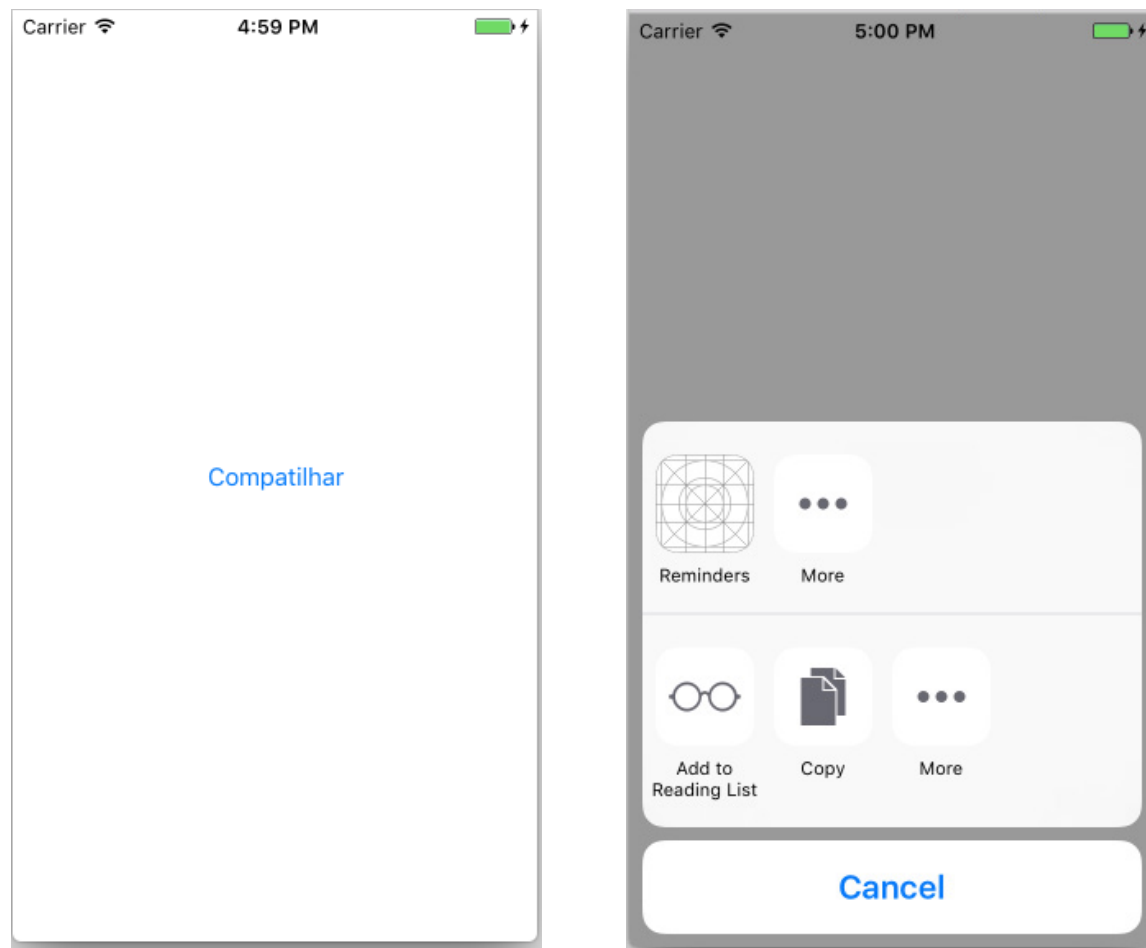 Carrier
4:59 PM
Compatilhar
Carrier
5:00 PM
Reminders
More
Add to
Reading List
Copy
More
Cancel